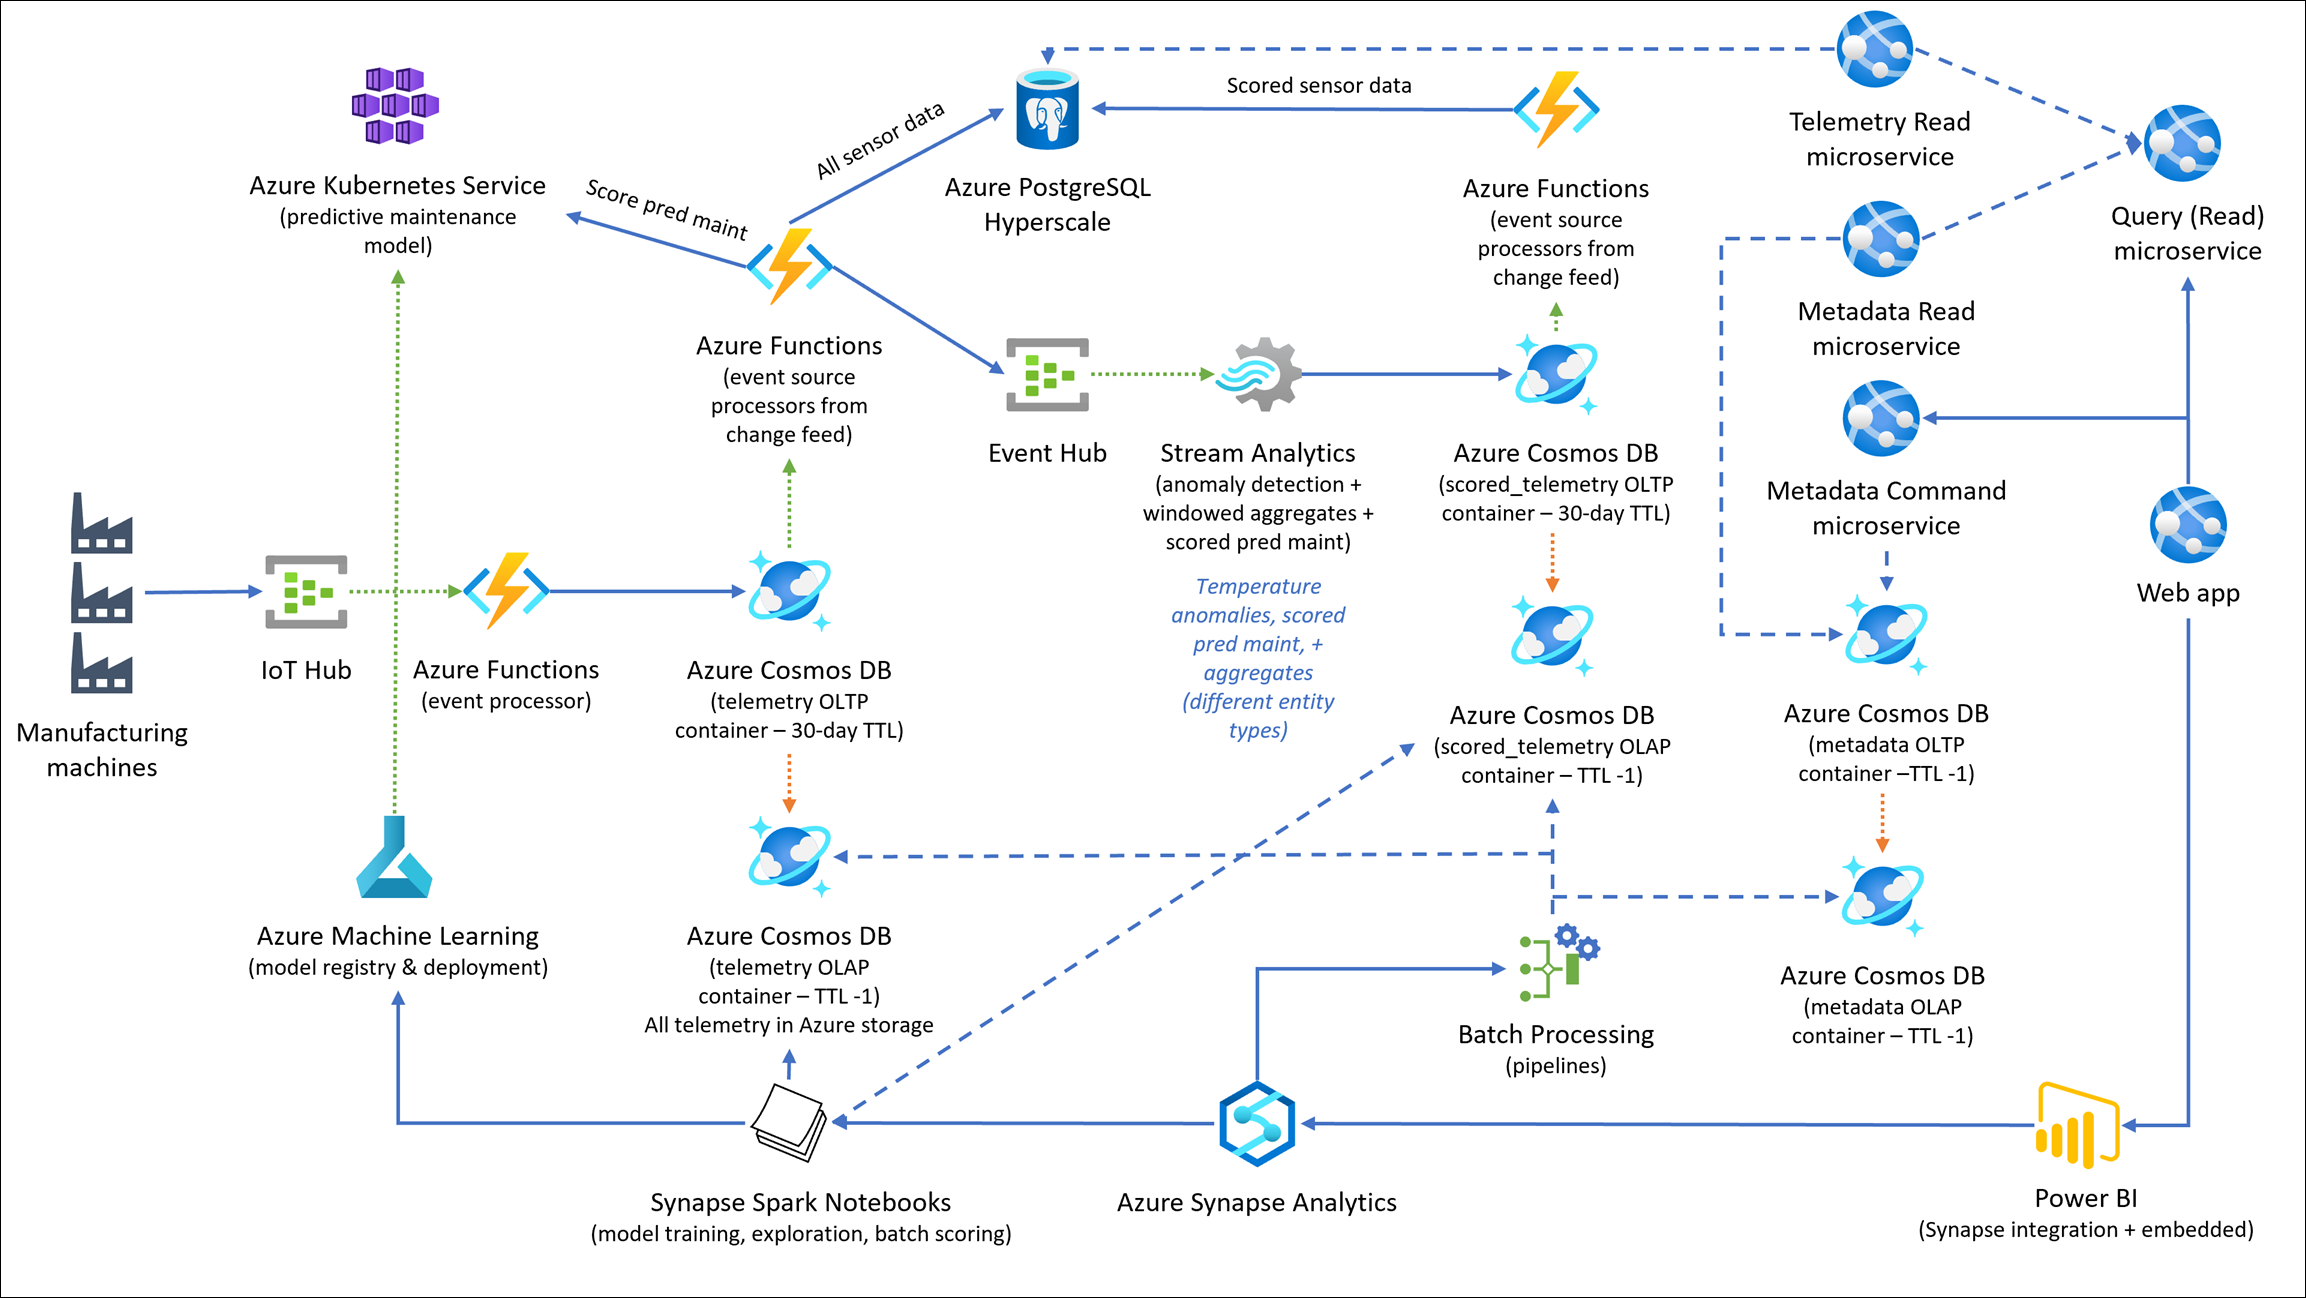 Azure Kubernetes Service
(predictive maintenance
model)
Score pred maint
All sensor data
Azure PostgreSQL
Hyperscale
Scored sensor data
Azure Functions
(event source
processors from
change feed)
Telemetry Read
microservice
Query (Read)
microservice
Metadata Read
microservice
Azure Functions
(event source
processors from
change feed)
Event Hub
Stream Analytics
(anomaly detection +
windowed aggregates +
scored pred maint)
Temperature
anomalies, scored
pred maint, +
aggregates
(different entity
types)
Azure Cosmos DB
(scored_telemetry OLTP
container – 30-day TTL)
Metadata Command
microservice
Web app
Manufacturing
machines
IoT Hub
Azure Functions
(event processor)
Azure Cosmos DB
(telemetry OLTP
container – 30-day TTL)
Azure Cosmos DB
(scored_telemetry OLAP
container – TTL -1)
Azure Cosmos DB
(metadata OLTP
container –TTL -1)
Azure Machine Learning
(model registry & deployment)
Azure Cosmos DB
(telemetry OLAP
container – TTL -1)
All telemetry in Azure storage
Batch Processing
(pipelines)
Azure Cosmos DB
(metadata OLAP
container – TTL -1)
Synapse Spark Notebooks
(model training, exploration, batch scoring)
Azure Synapse Analytics
Power BI
(Synapse integration + embedded)